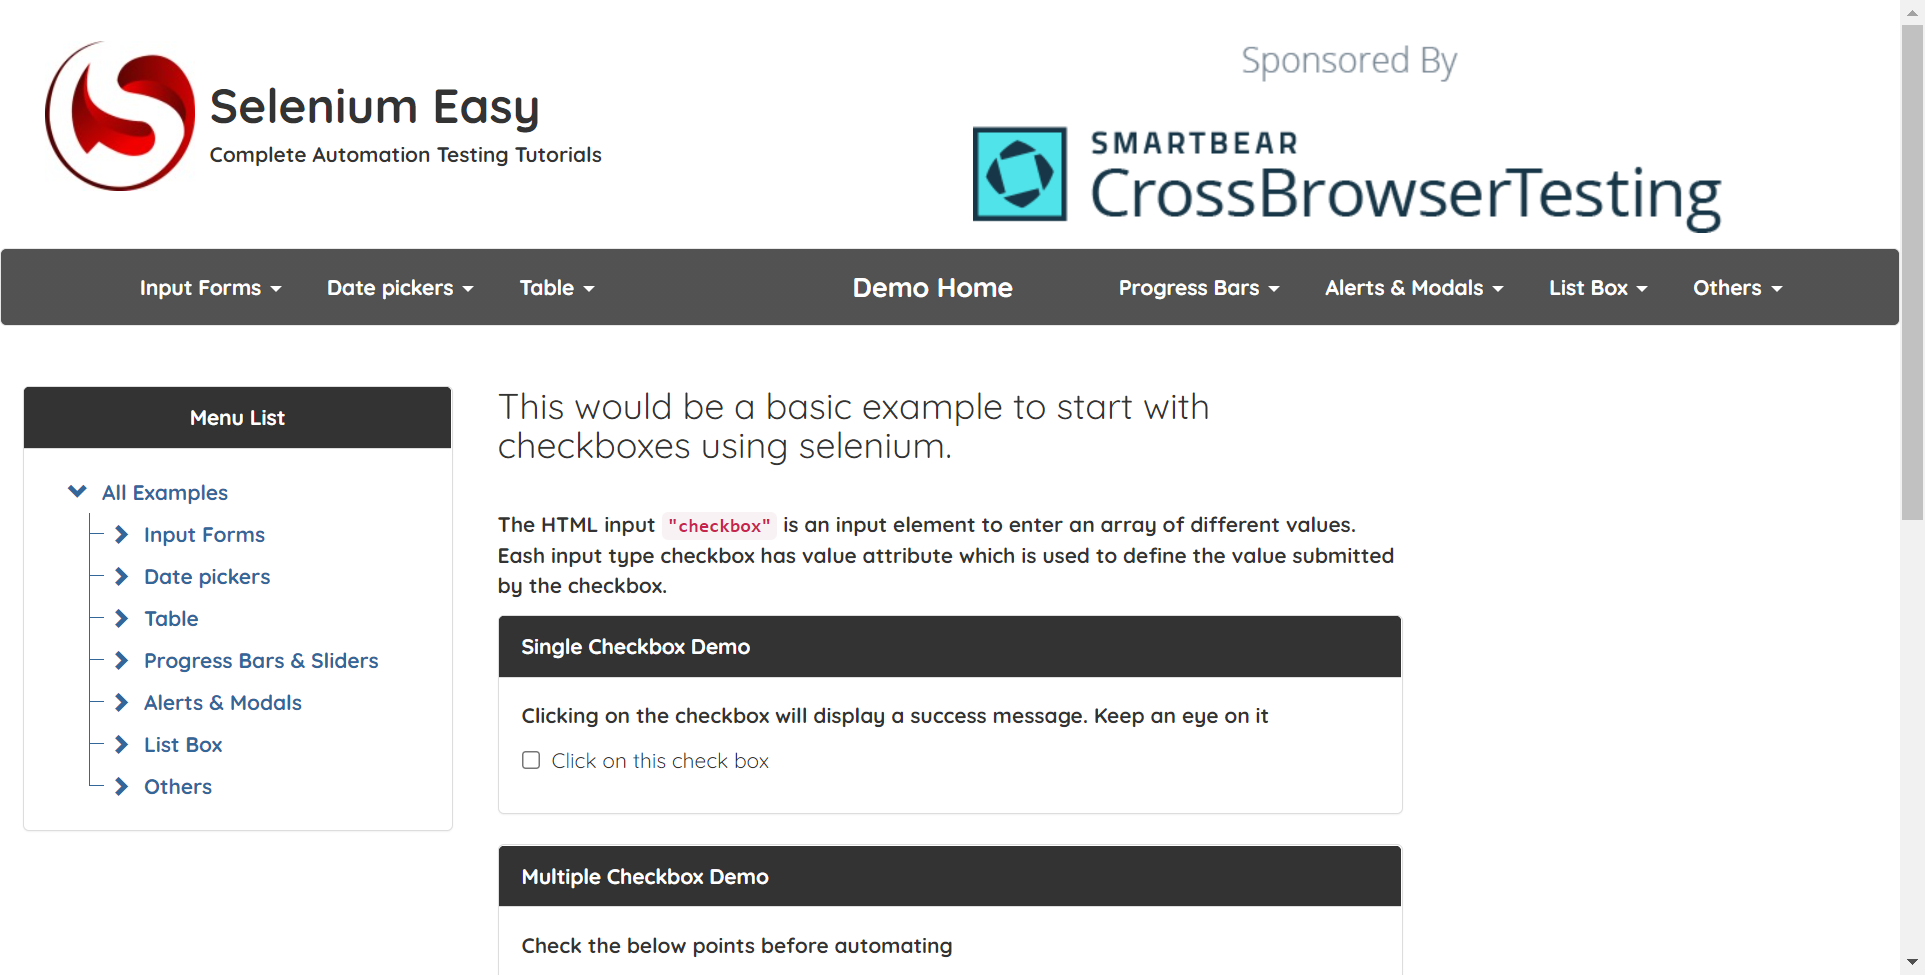 Selenium Easy
Complete Automation Testing Tutorials
Sponsored By
SMARTBEAR
CrossBrowserTesting
Input Forms Date pickers Table Demo Home Progress Bars Alerts & Modals List Box Others
Menu List
All Examples
Input Forms
Date pickers
Table
Progress Bars & Sliders
Alerts & Modals
List Box
Others
This would be a basic example to start with
checkboxes using selenium.
The HTML input "checkbox" is an input element to enter an array of different values.
Eash input type checkbox has value attribute which is used to define the value submitted
by the checkbox.
Single Checkbox Demo
Clicking on the checkbox will display a success message. Keep an eye on it
Click on this check box
Multiple Checkbox Demo
Check the below points before automating